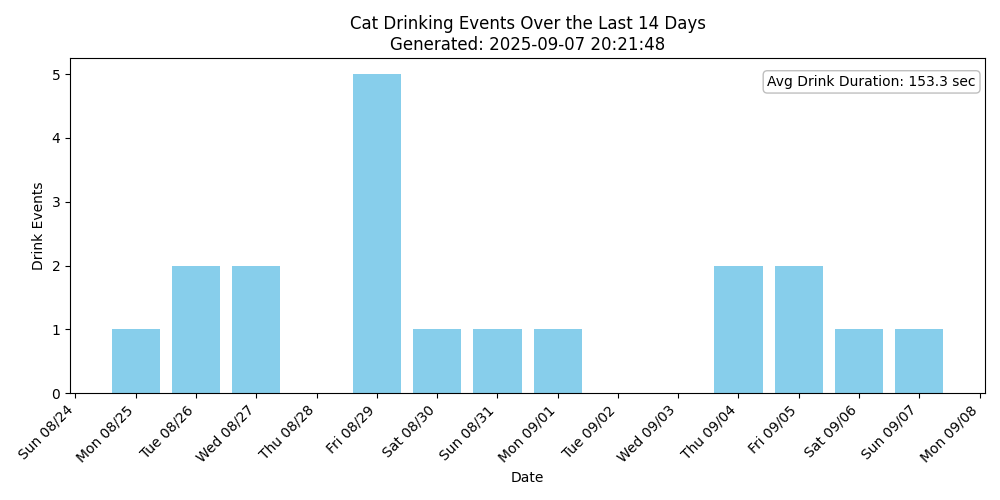 Cat Drinking Events Over the Last 14 Days
Generated: 2025-09-07 20:21:48
Avg Drink Duration: 153.3 sec
Drink Events
5
4
3
2
1
0
Sun 08/24
Mon 08/25
Tue 08/26
Wed 08/27
Thu 08/28
Fri 08/29
Sat 08/30
Sun 08/31
Mon 09/01
Tue 09/02
Wed 09/03
Thu 09/04
Fri 09/05
Sat 09/06
Sun 09/07
Mon 09/08
Date